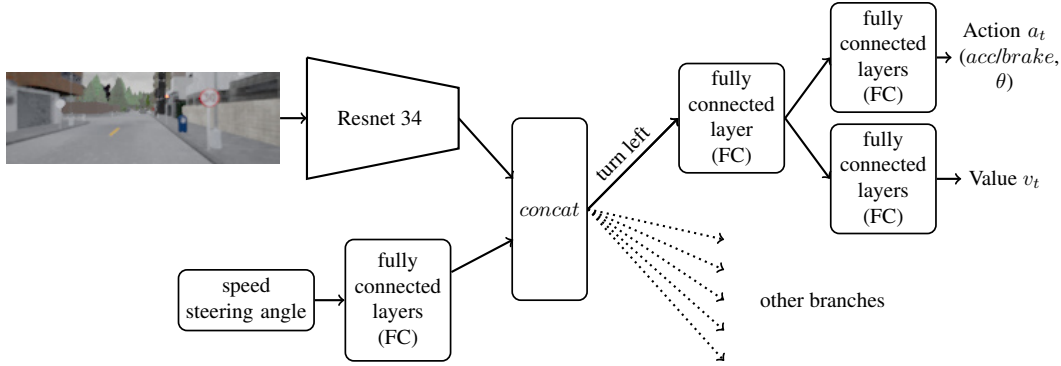 Resnet 34
speed
steering angle
fully
connected
layers
(FC)
concat
turn left
fully
connected
layer
(FC)
fully
connected
layers
(FC)
Action a_t
(acc/brake,
θ)
fully
connected
layers
(FC)
Value v_t
other branches